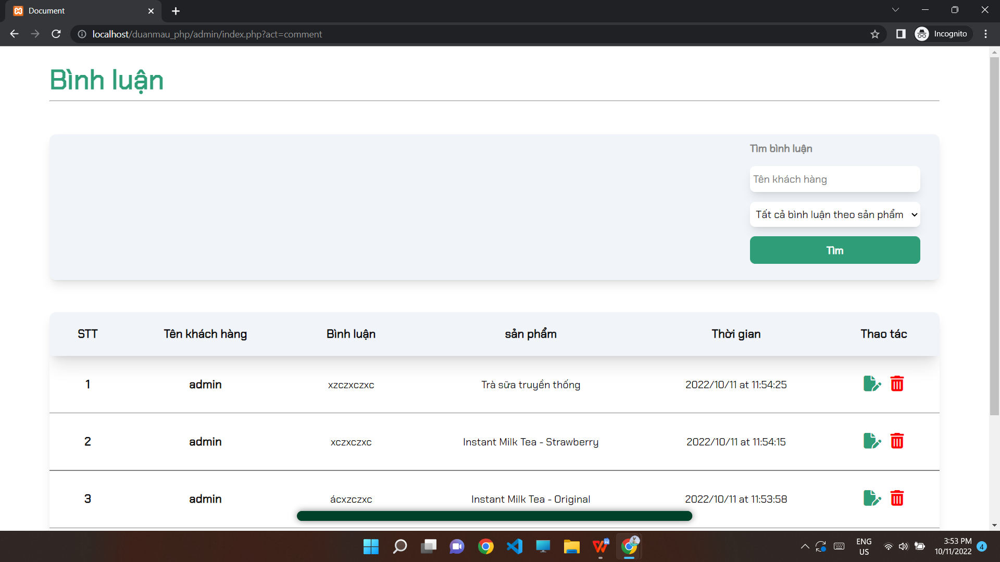 Document
localhost/duanmau_php/admin/index.php?act=comment
Incognito
Bình luận
Tìm bình luận
Tên khách hàng
Tất cả bình luận theo sản phẩm
Tìm
STT Tên khách hàng Bình luận sản phẩm Thời gian Thao tác
1 admin xzczxczxc Trà sữa truyền thống 2022/10/11 at 11:54:25
2 admin xczxczxc Instant Milk Tea - Strawberry 2022/10/11 at 11:54:15
3 admin ácxzczxc Instant Milk Tea - Original 2022/10/11 at 11:53:58
ENG
US
3:53 PM
10/11/2022
4